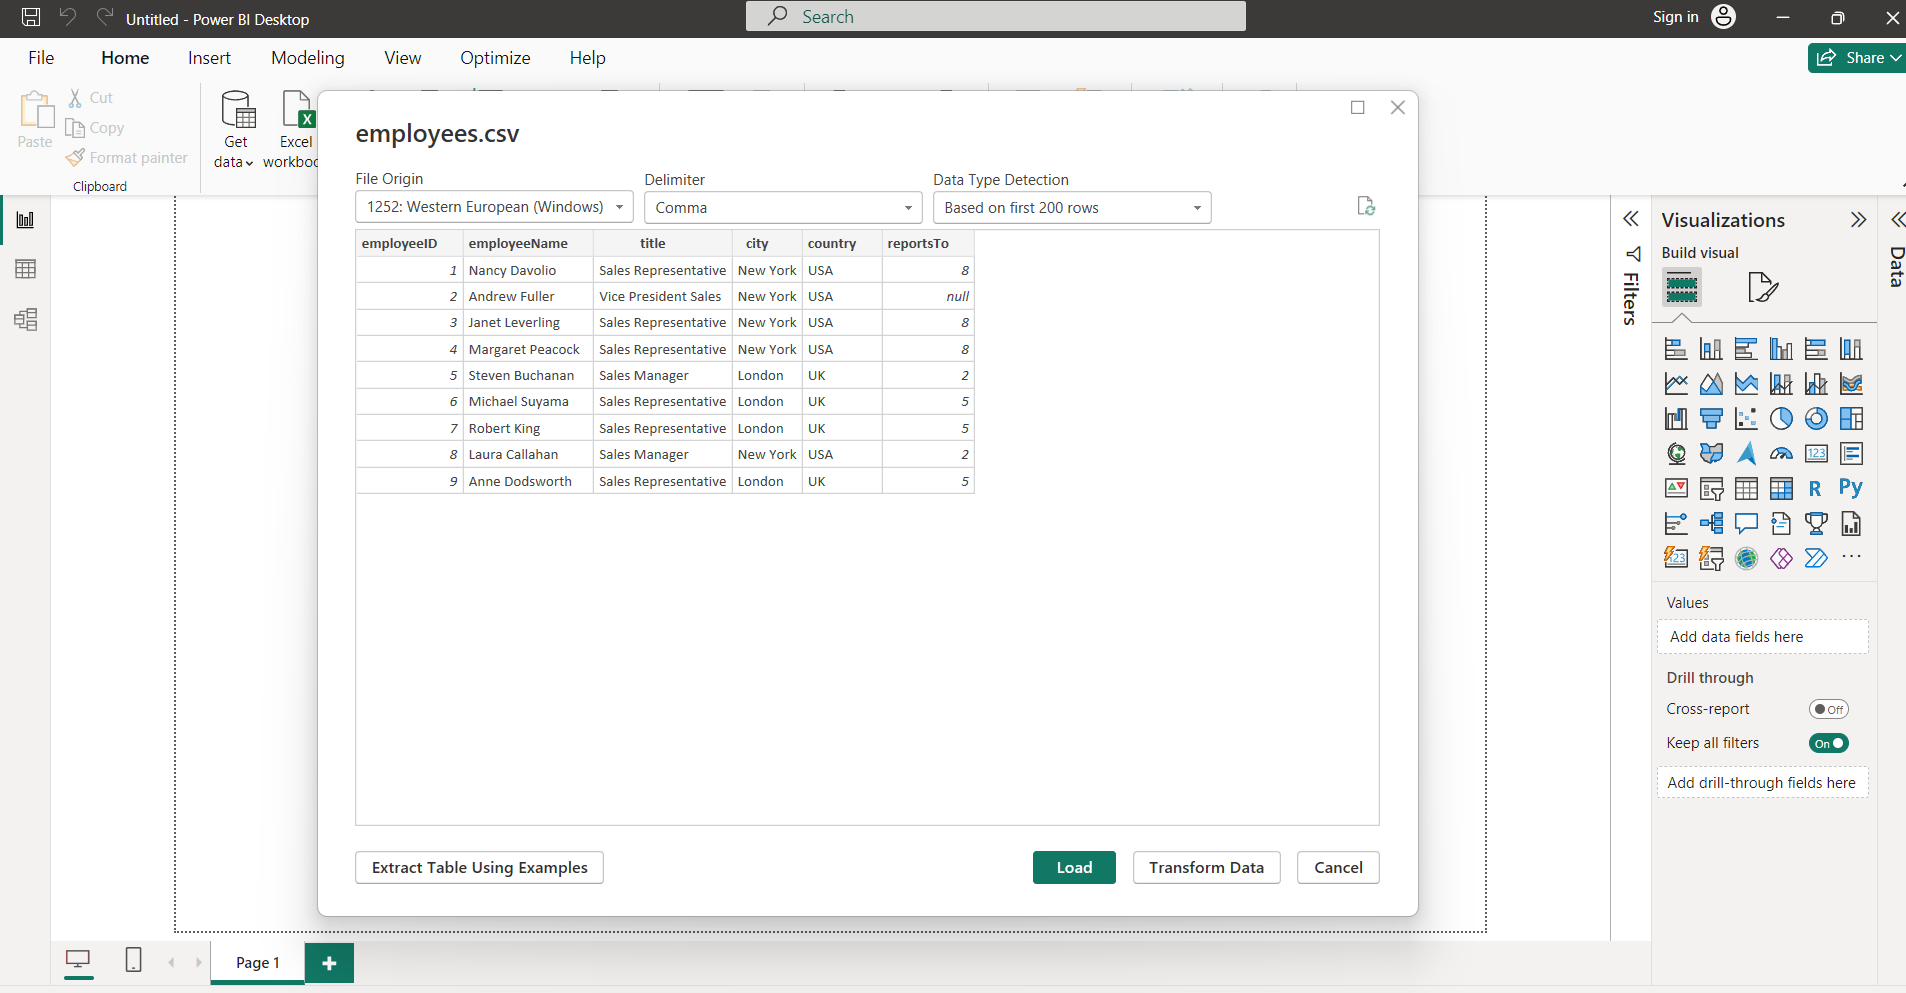 Untitled - Power BI Desktop
Search
Sign in
File Home Insert Modeling View Optimize Help
Share
Paste
Cut
Copy
Format painter
Clipboard
Get data
Excel
employees.csv
File Origin
1252: Western European (Windows)
Delimiter
Comma
Data Type Detection
Based on first 200 rows
employeeID employeeName title city country reportsTo
1 Nancy Davolio Sales Representative New York USA 8
2 Andrew Fuller Vice President Sales New York USA null
3 Janet Leverling Sales Representative New York USA 8
4 Margaret Peacock Sales Representative New York USA 8
5 Steven Buchanan Sales Manager London UK 2
6 Michael Suyama Sales Representative London UK 5
7 Robert King Sales Representative London UK 5
8 Laura Callahan Sales Manager New York USA 2
9 Anne Dodsworth Sales Representative London UK 5
Extract Table Using Examples
Load
Transform Data
Cancel
Filters
Visualizations
Build visual
123
R
Py
123
Values
Add data fields here
Drill through
Cross-report Off
Keep all filters On
Add drill-through fields here
Data
Page 1